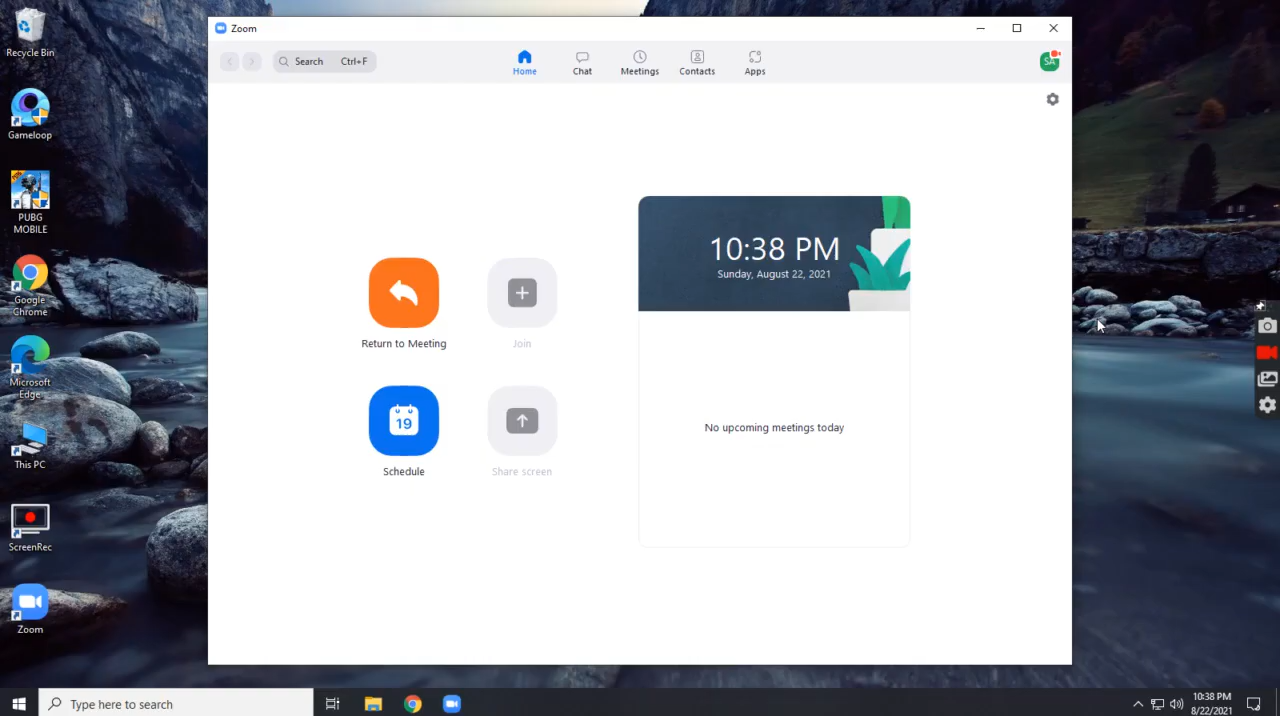 Recycle Bin
Gameloop
PUBG
MOBILE
Google
Chrome
Microsoft
Edge
This PC
ScreenRec
Zoom
Zoom
Search Ctrl+F
Home
Chat
Meetings
Contacts
Apps
SA
Return to Meeting
Join
19
Schedule
Share screen
10:38 PM
Sunday, August 22, 2021
No upcoming meetings today
Type here to search
10:38 PM
8/22/2021